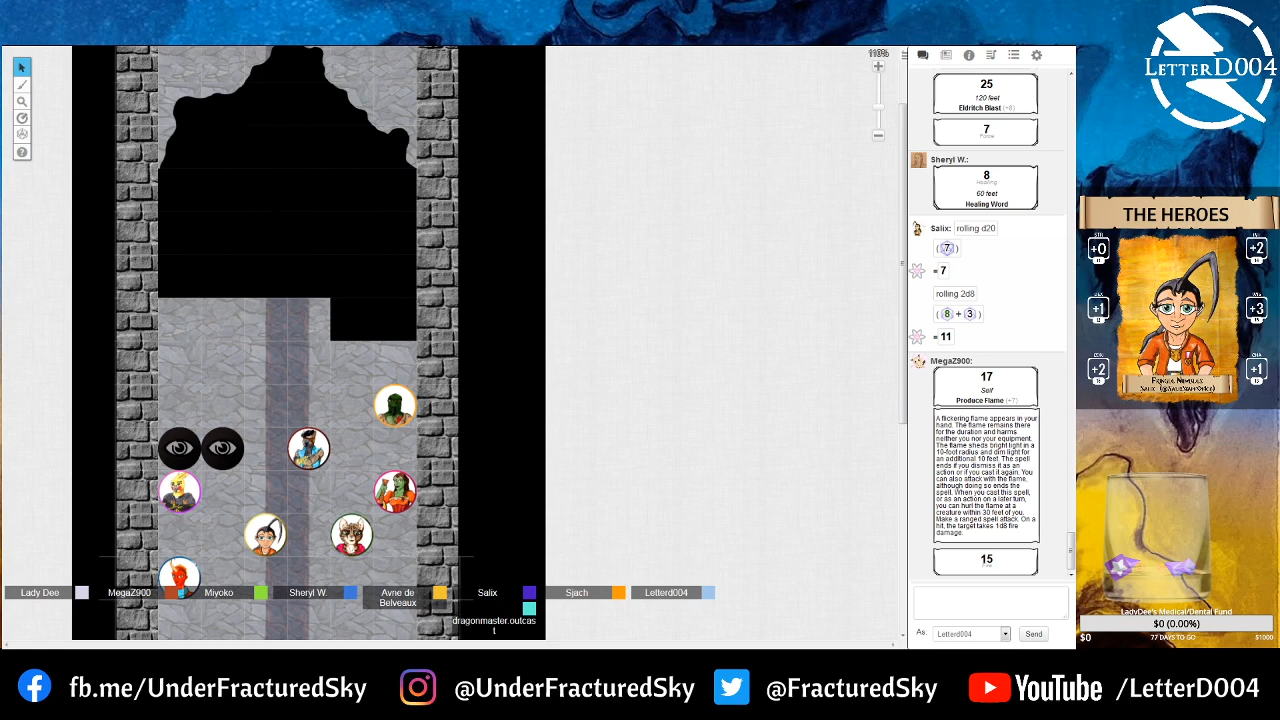 110%
25
120 feet
Eldritch Blast (+8)
7
Force
Sheryl W.:
8
Healing
60 feet
Healing Word
Salix: rolling d20
(7)
= 7
rolling 2d8
(8 + 3)
= 11
MegaZ900:
17
Self
Produce Flame (+7)
A flickering flame appears in your
hand. The flame remains there
for the duration and harms
neither you nor your equipment.
The flame sheds bright light in a
10-foot radius and dim light for
an additional 10 feet. The spell
ends if you dismiss it as an
action or if you cast it again.
You can also attack with the flame,
although doing so ends the
spell. When you cast this spell,
or as an action on a later turn,
you can hurl the flame at a
creature within 30 feet of you.
Make a ranged spell attack. On a
hit, the target takes 1d8 fire
damage.
15
Fire
As: Letterd004 Send
Lady Dee
MegaZ900
Miyoko
Sheryl W.
Avne de
Belveaux
Salix
Sjach
Letterd004
dragonmaster.outcas
t
LETTERD004
THE HEROES
STR
+0
+2
+1
+3
+2
CHA
+1
LadyDee's Medical/Dental Fund
$0 (0.00%)
$0
77 DAYS TO GO
$1000
fb.me/UnderFracturedSky
@UnderFracturedSky
@FracturedSky
YouTube /LetterD004